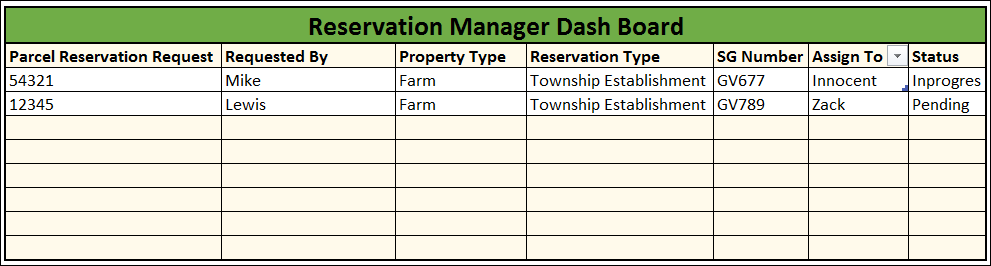 Reservation Manager Dash Board
Parcel Reservation Request Requested By Property Type Reservation Type SG Number Assign To Status
54321 Mike Farm Township Establishment GV677 Innocent Inprogres
12345 Lewis Farm Township Establishment GV789 Zack Pending